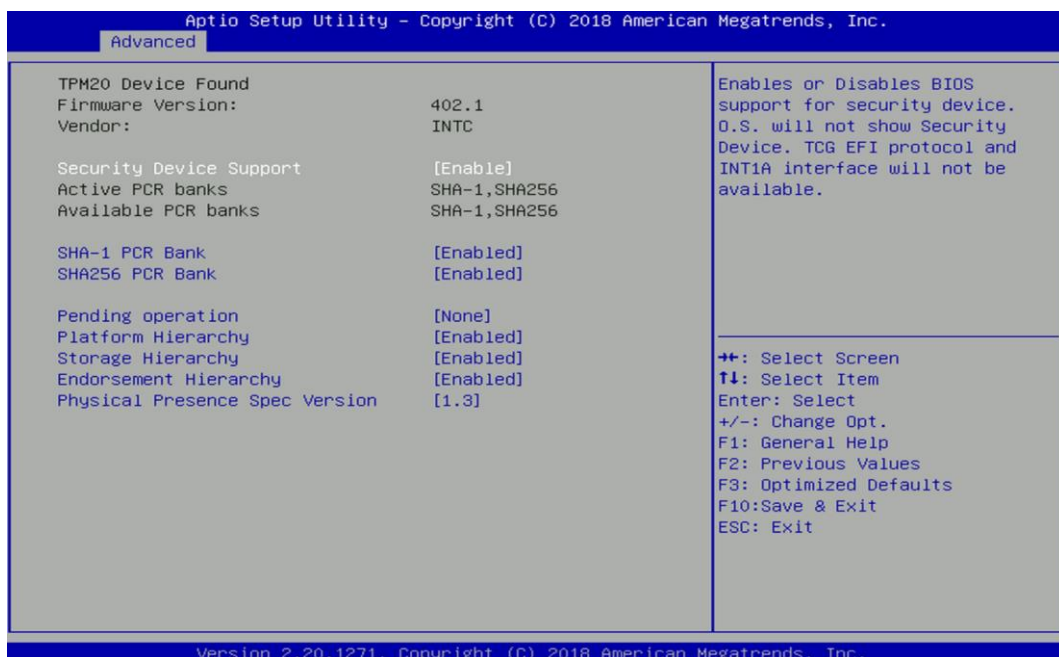 Aptio Setup Utility – Copyright (C) 2018 American Megatrends, Inc.
Advanced
TPM20 Device Found
Firmware Version: 402.1
Vendor: INTC
Security Device Support [Enable]
Active PCR banks SHA-1,SHA256
Available PCR banks SHA-1,SHA256
SHA-1 PCR Bank [Enabled]
SHA256 PCR Bank [Enabled]
Pending operation [None]
Platform Hierarchy [Enabled]
Storage Hierarchy [Enabled]
Endorsement Hierarchy [Enabled]
Physical Presence Spec Version [1.3]
Enables or Disables BIOS
support for security device.
O.S. will not show Security
Device. TCG EFI protocol and
INT1A interface will not be
available.
→←: Select Screen
↑↓: Select Item
Enter: Select
+/-: Change Opt.
F1: General Help
F2: Previous Values
F3: Optimized Defaults
F10:Save & Exit
ESC: Exit
Version 2.20.1271. Copyright (C) 2018 American Megatrends, Inc.